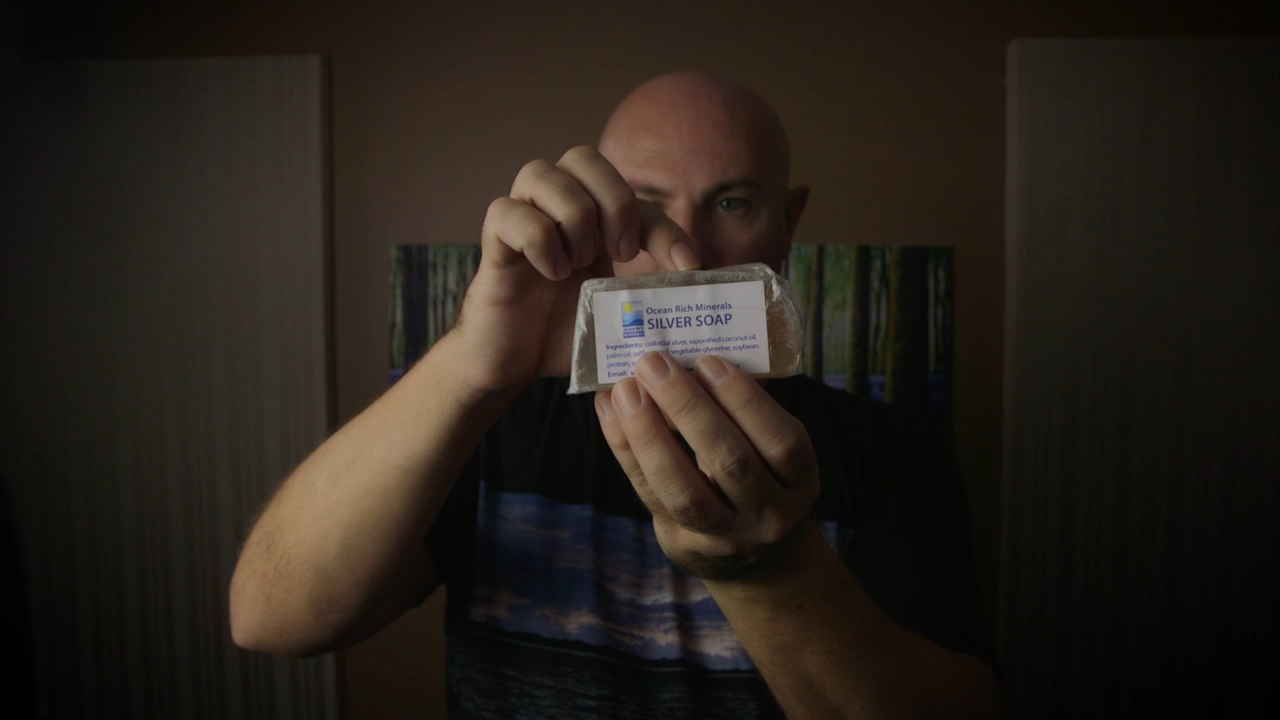 Ocean Rich Minerals
SILVER SOAP
Ingredients: colloidal silver, saponified coconut oil,
palm oil, vegetable glycerine, soybean
protein,
Email: